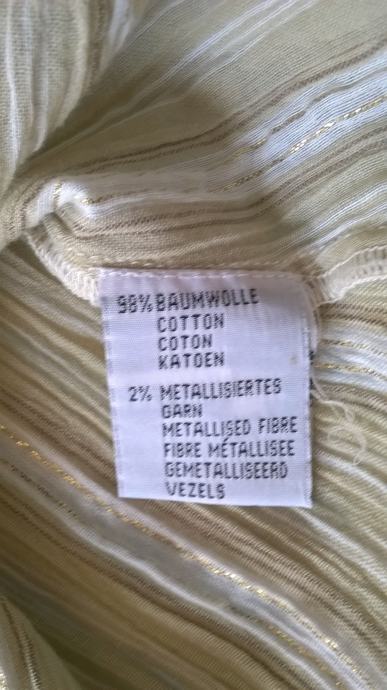 98% BAUMWOLLE
COTTON
COTON
KATOEN
2% METALLISIERTES
GARN
METALLISED FIBRE
FIBRE MÉTALLISEE
GEMETALLISEERD
VEZELS